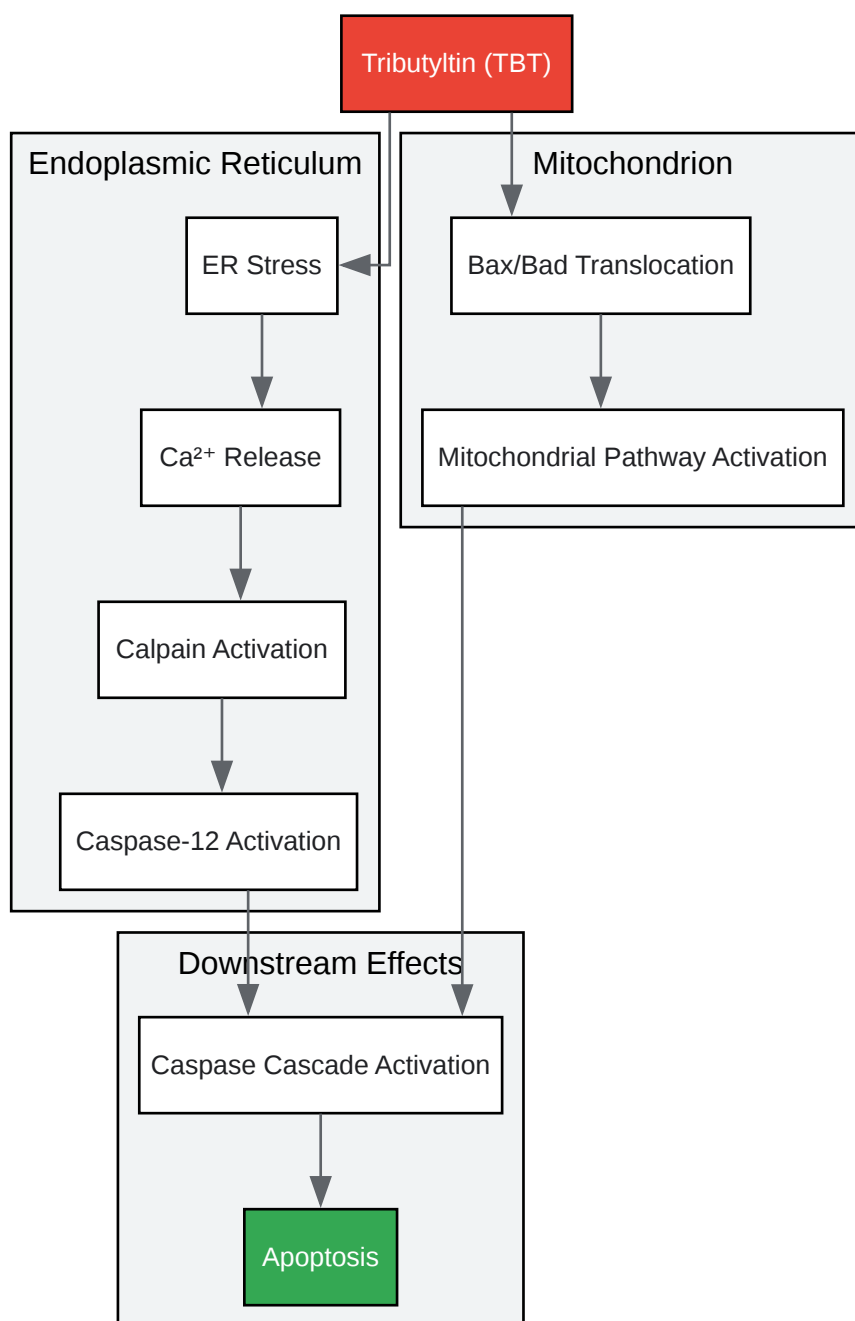 Tributyltin (TBT)
Endoplasmic Reticulum
Mitochondrion
ER Stress
Bax/Bad Translocation
Ca²⁺ Release
Mitochondrial Pathway Activation
Calpain Activation
Caspase-12 Activation
Downstream Effects
Caspase Cascade Activation
Apoptosis